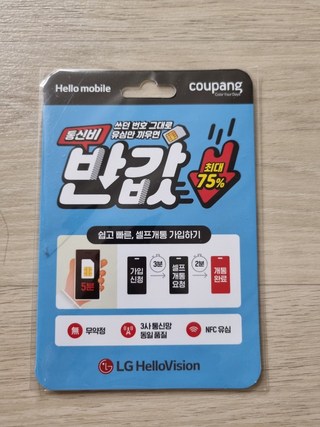 Hello mobile
coupang
쓰던 번호 그대로
유심만 끼우면
통신비
반값
최대
75%
쉽고 빠른, 셀프개통 가입하기
5분
가입
신청
3분
셀프
개통
요청
2분
개통
완료
無 무약정
3사 통신망
동일 품질
NFC 유심
LG HelloVision